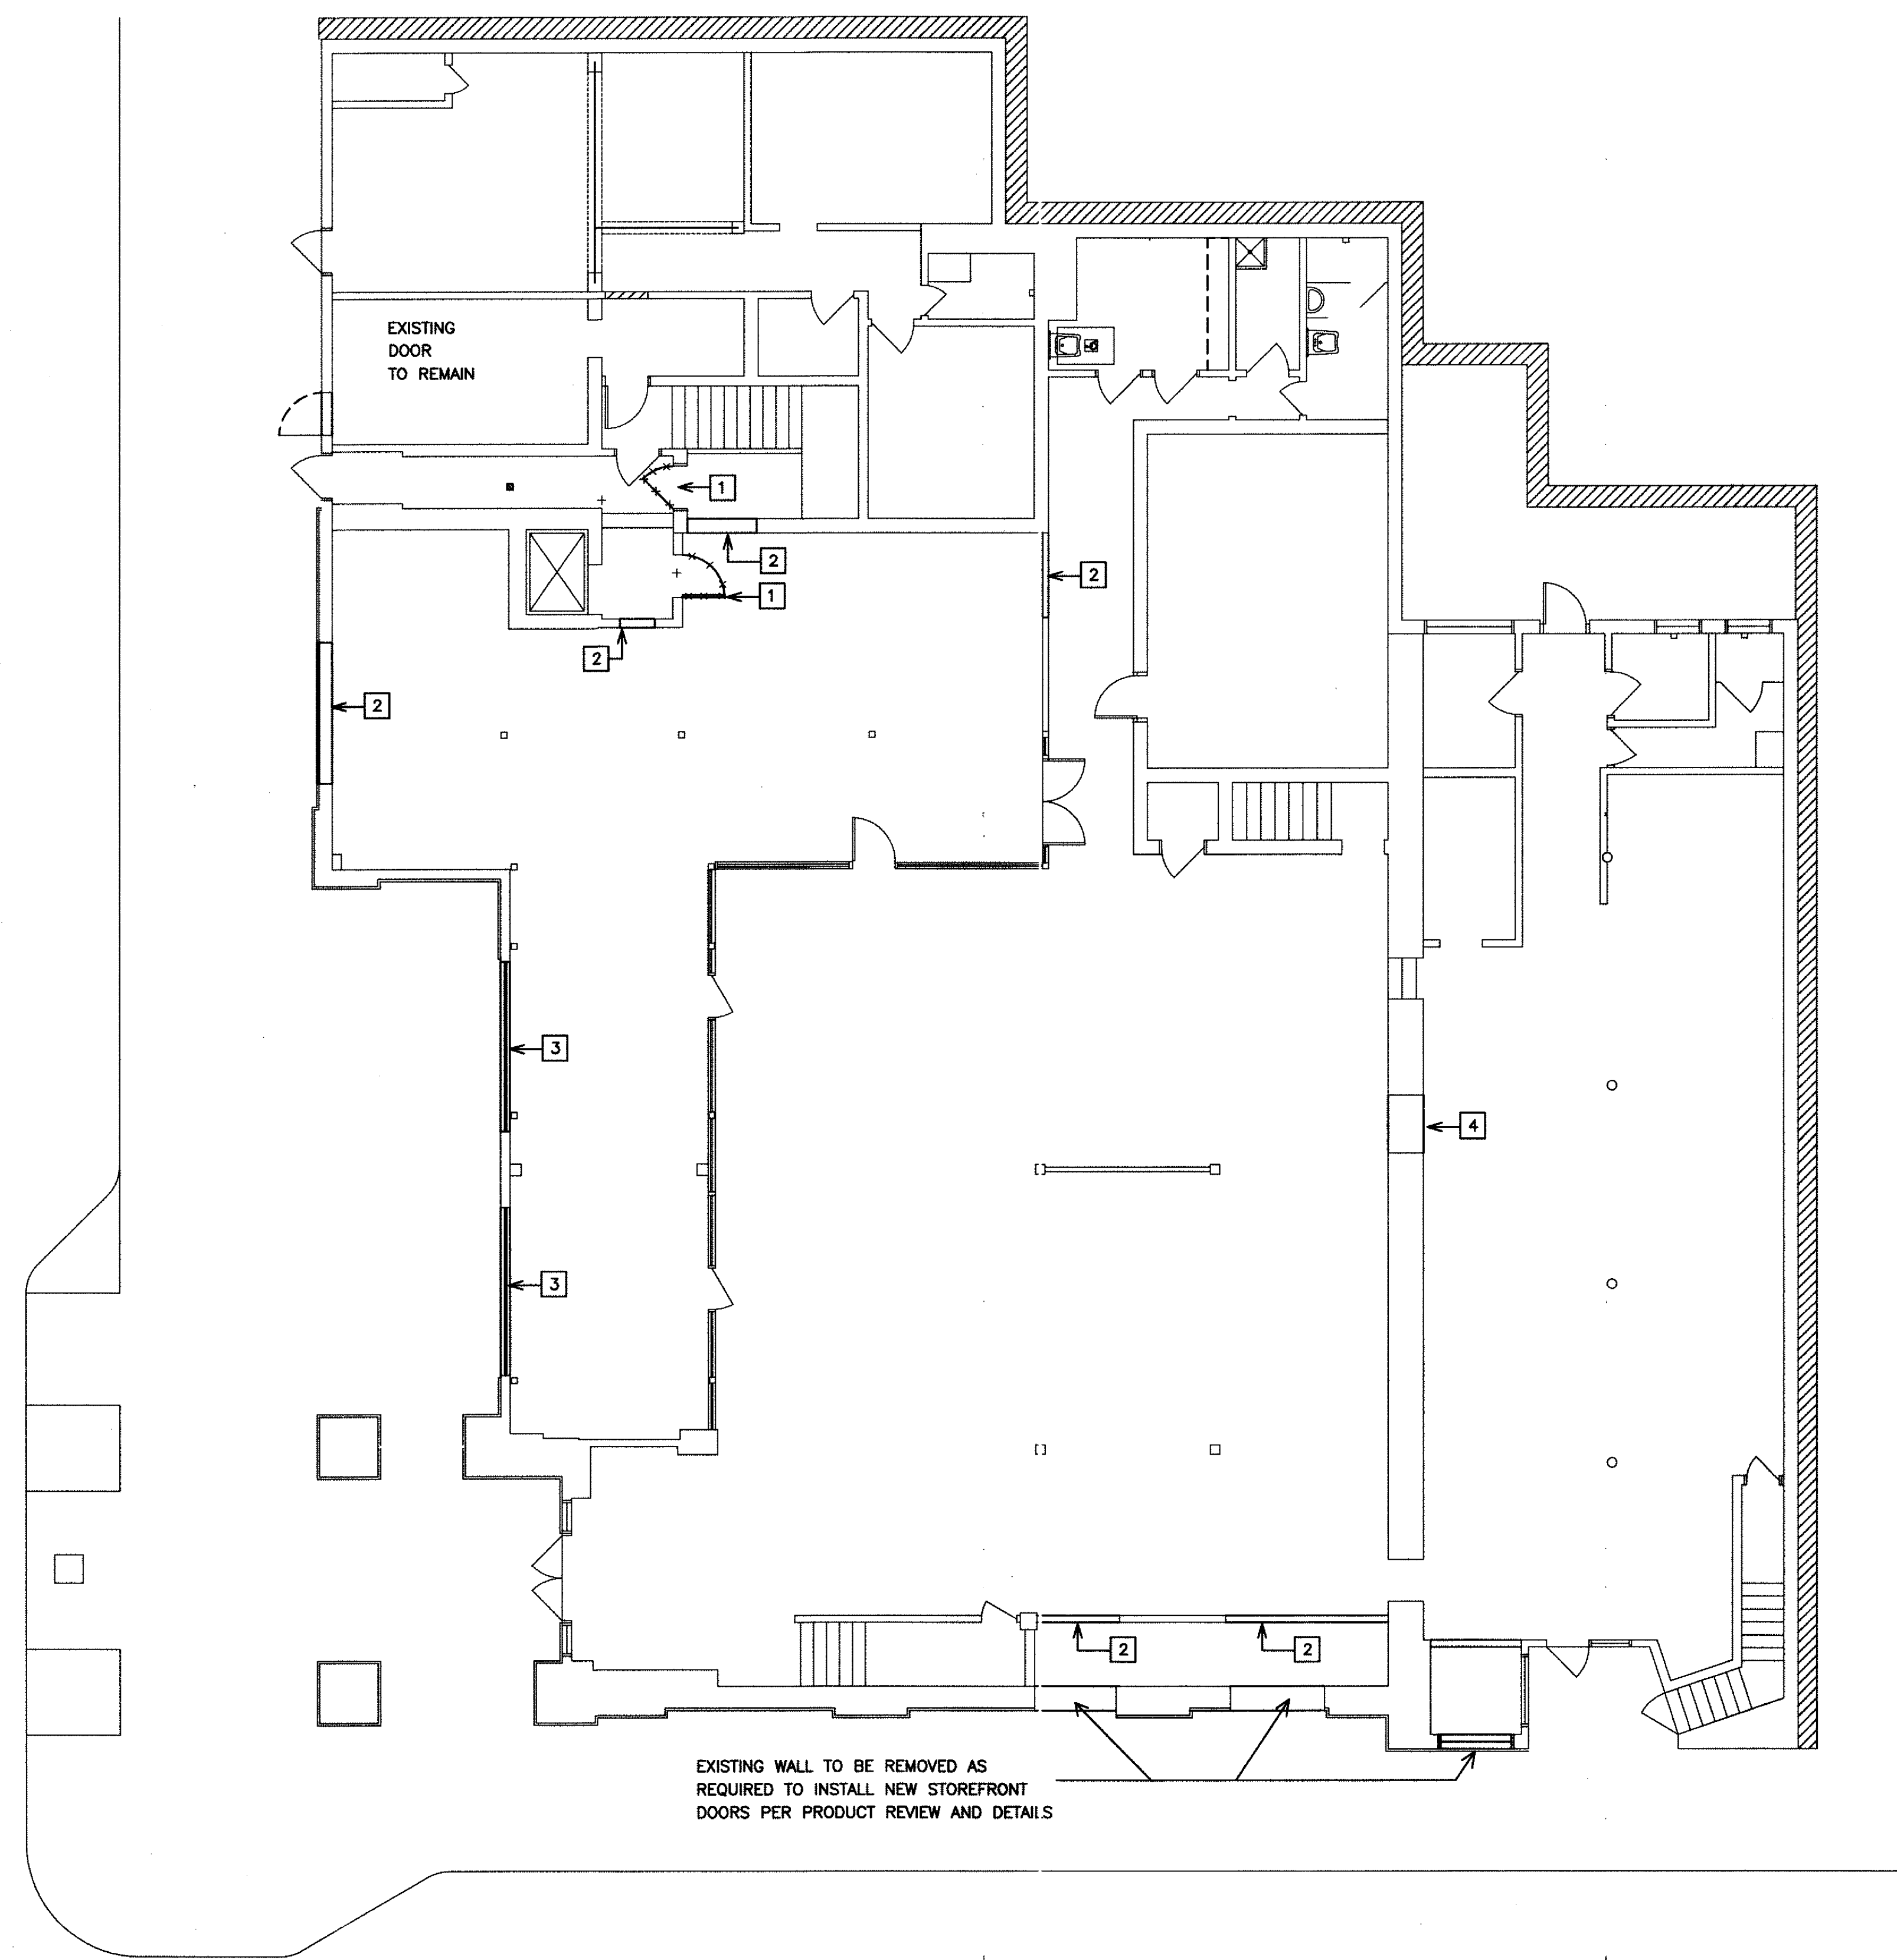 EXISTING
DOOR
TO REMAIN
1
2
2
1
2
2
3
4
3
2
2
EXISTING WALL TO BE REMOVED AS
REQUIRED TO INSTALL NEW STOREFRONT
DOORS PER PRODUCT REVIEW AND DETAILS